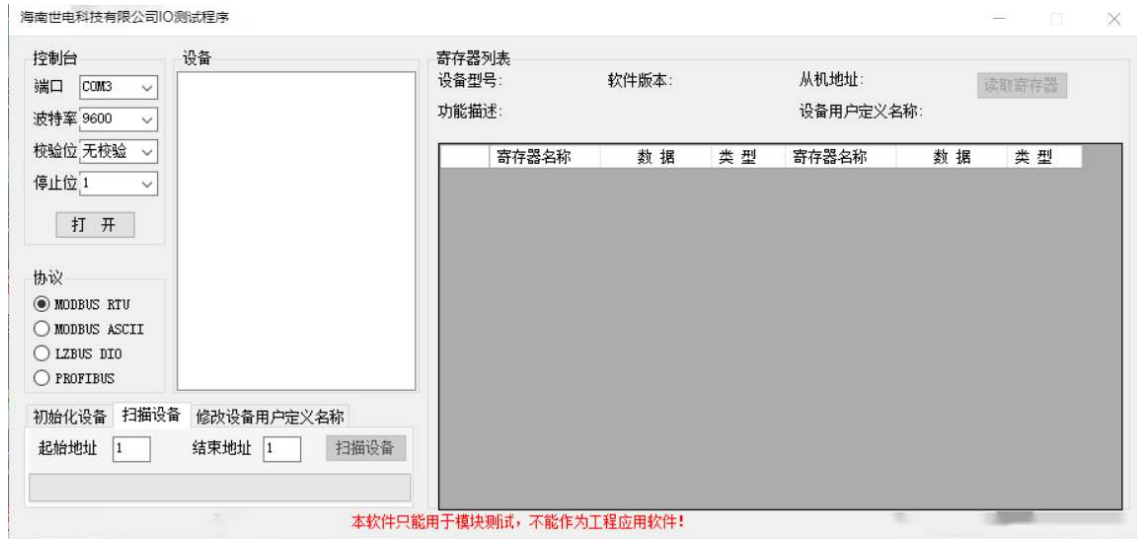 海南世电科技有限公司IO测试程序
控制台
端口 COM3
波特率 9600
校验位 无校验
停止位 1
打 开
协议
MODBUS RTU
MODBUS ASCII
LZBUS DIO
PROFIBUS
设备
初始化设备 扫描设备 修改设备用户定义名称
起始地址 1 结束地址 1 扫描设备
寄存器列表
设备型号: 软件版本: 从机地址: 读取寄存器
功能描述: 设备用户定义名称:
寄存器名称 数 据 类 型 寄存器名称 数 据 类 型
本软件只能用于模块测试，不能作为工程应用软件！